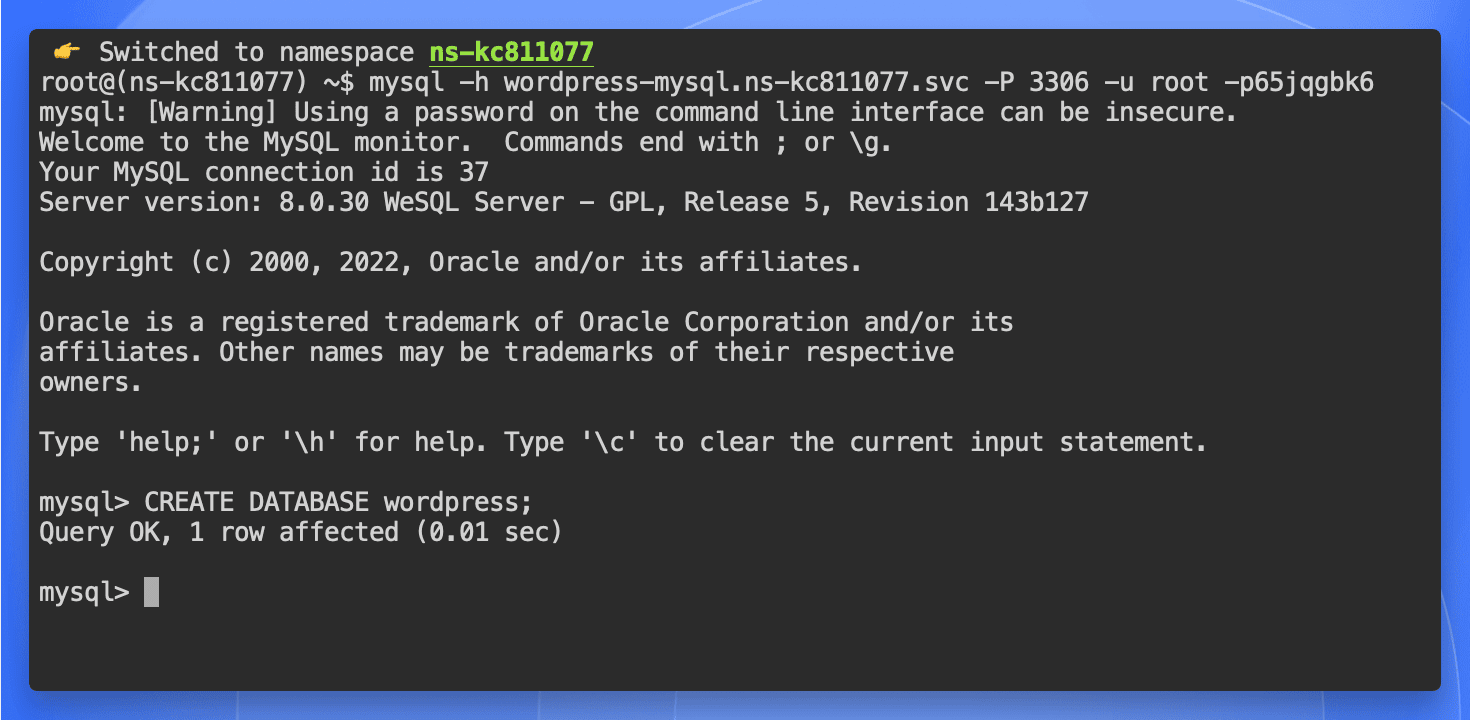 👉 Switched to namespace ns-kc811077
root@(ns-kc811077) ~$ mysql -h wordpress-mysql.ns-kc811077.svc -P 3306 -u root -p65jqgbk6
mysql: [Warning] Using a password on the command line interface can be insecure.
Welcome to the MySQL monitor.  Commands end with ; or \g.
Your MySQL connection id is 37
Server version: 8.0.30 WeSQL Server - GPL, Release 5, Revision 143b127
Copyright (c) 2000, 2022, Oracle and/or its affiliates.
Oracle is a registered trademark of Oracle Corporation and/or its
affiliates. Other names may be trademarks of their respective
owners.
Type 'help;' or '\h' for help. Type '\c' to clear the current input statement.
mysql> CREATE DATABASE wordpress;
Query OK, 1 row affected (0.01 sec)
mysql>